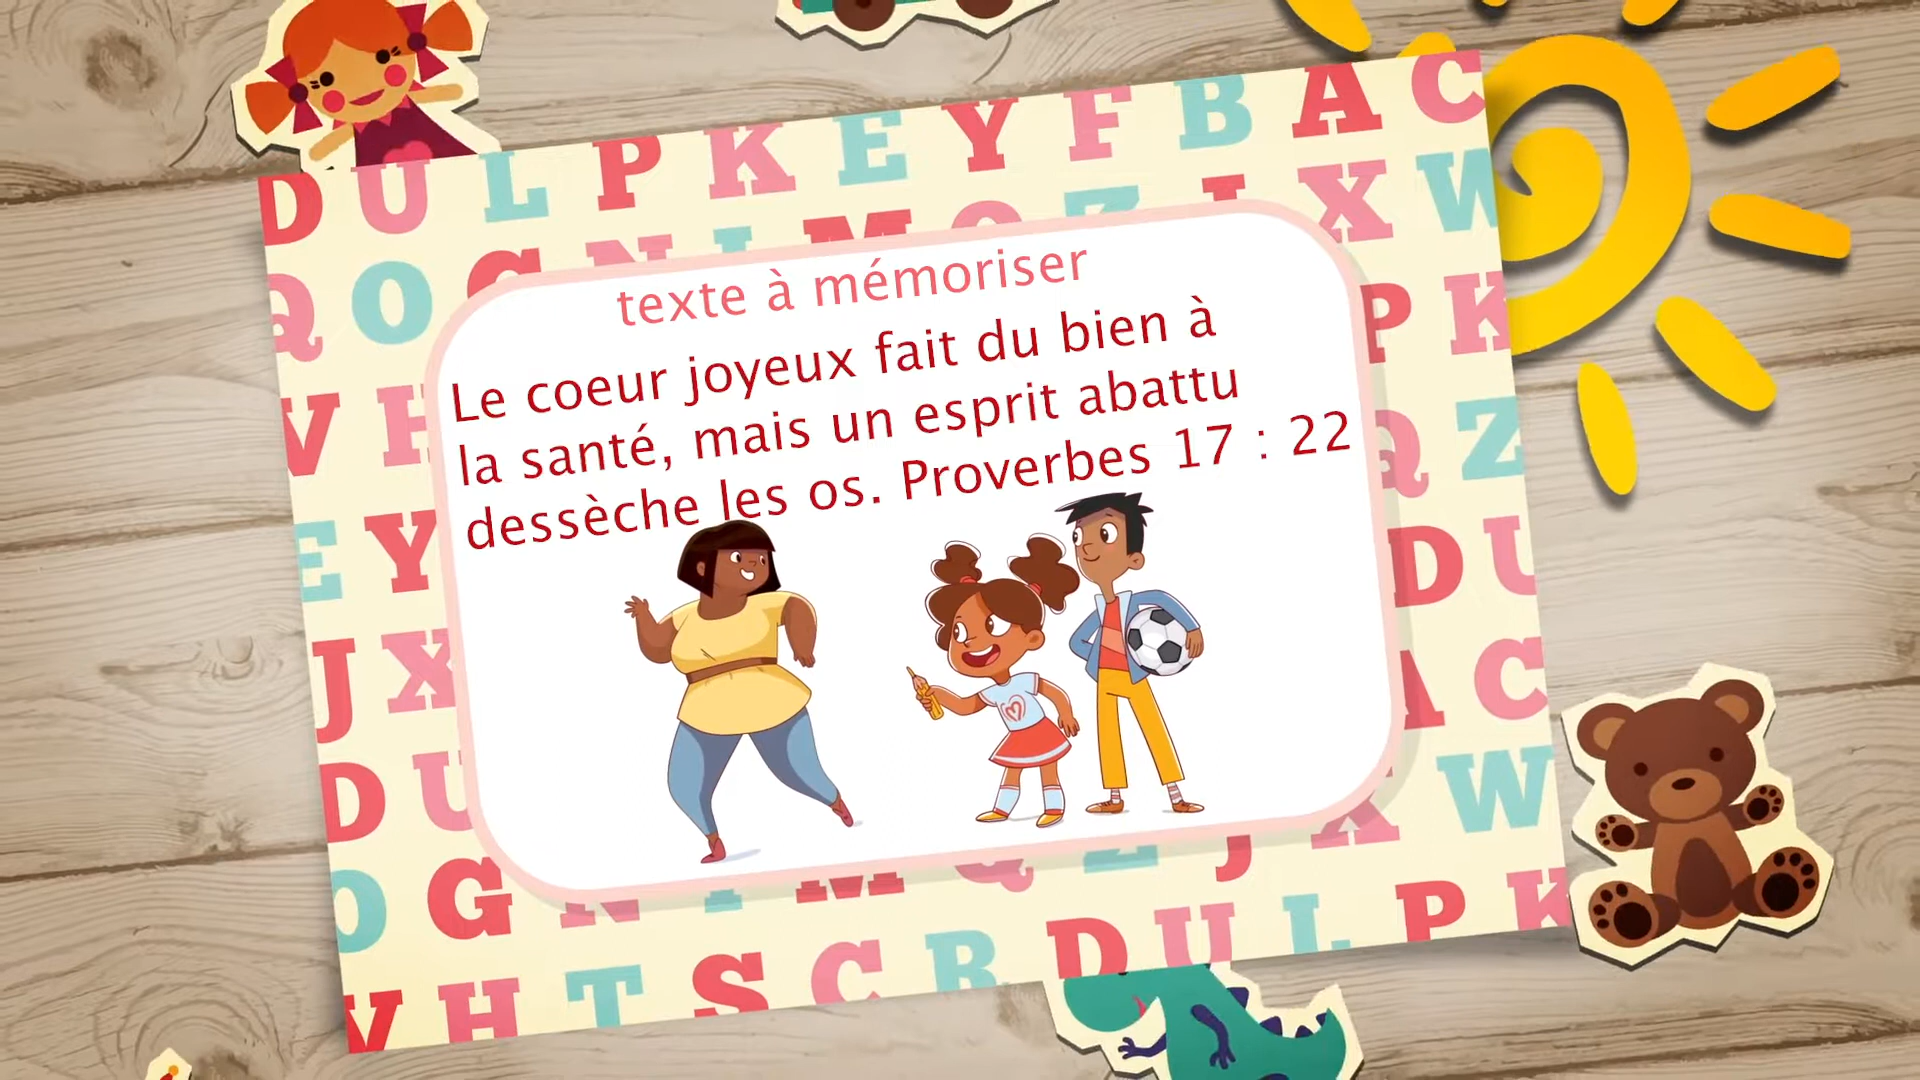 texte à mémoriser
Le coeur joyeux fait du bien à
la santé, mais un esprit abattu
dessèche les os. Proverbes 17 : 22
D U L P K E Y F B A C
O G N I M Q Z J X W
Q P K
V H Q Z
E Y D U
J X A C
D U W
O G N I M Q Z J X
V H T S C B D U L P K